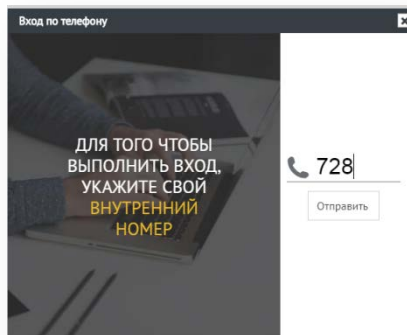 Вход по телефону
ДЛЯ ТОГО ЧТОБЫ
ВЫПОЛНИТЬ ВХОД,
УКАЖИТЕ СВОЙ
ВНУТРЕННИЙ
НОМЕР
728
Отправить